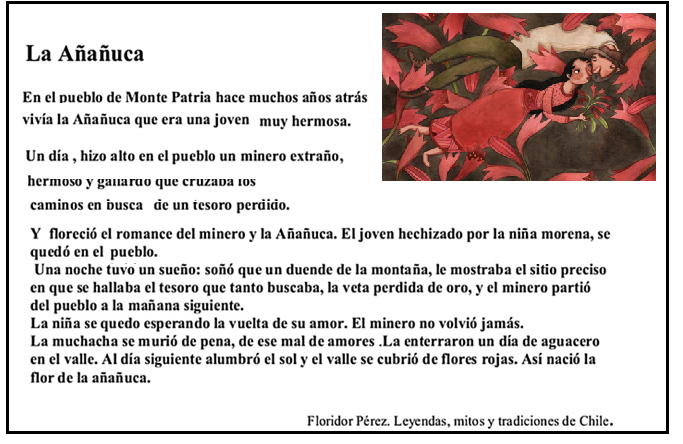 La Añañuca
En el pueblo de Monte Patria hace muchos años atrás
vivía la Añañuca que era una joven muy hermosa.
Un día , hizo alto en el pueblo un minero extraño,
hermoso y gallardo que cruzaba los
caminos en busca de un tesoro perdido.
Y floreció el romance del minero y la Añañuca. El joven hechizado por la niña morena, se
quedó en el pueblo.
Una noche tuvo un sueño: soñó que un duende de la montaña, le mostraba el sitio preciso
en que se hallaba el tesoro que tanto buscaba, la veta perdida de oro, y el minero partió
del pueblo a la mañana siguiente.
La niña se quedo esperando la vuelta de su amor. El minero no volvió jamás.
La muchacha se murió de pena, de ese mal de amores .La enterraron un día de aguacero
en el valle. Al día siguiente alumbró el sol y el valle se cubrió de flores rojas. Así nació la
flor de la añañuca.
Floridor Pérez. Leyendas, mitos y tradiciones de Chile.